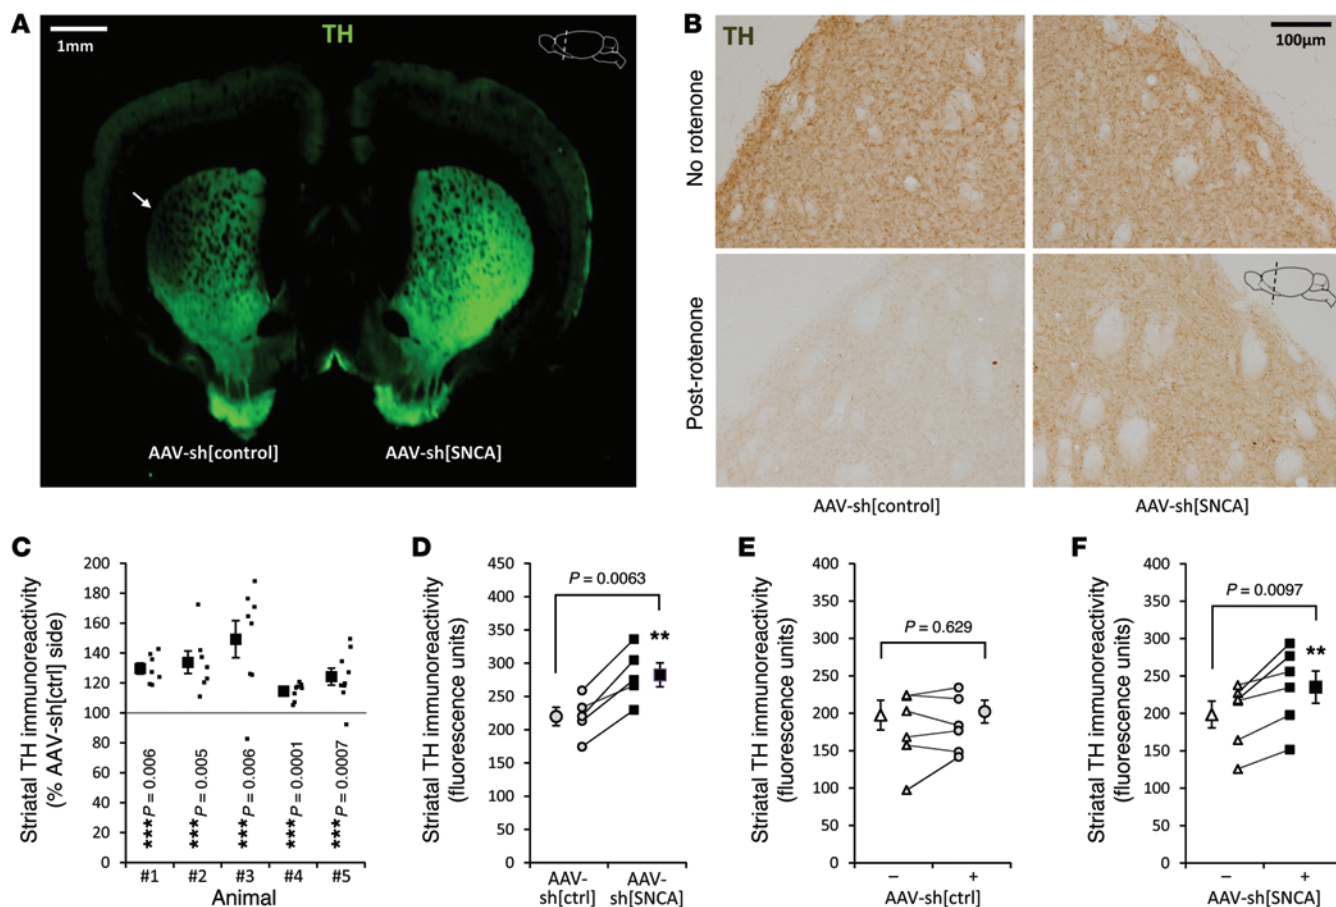 A
1mm
TH
AAV-sh[control]
AAV-sh[SNCA]
B
TH
100µm
No rotenone
Post-rotenone
AAV-sh[control]
AAV-sh[SNCA]
C
Striatal TH immunoreactivity
(% AAV-sh[ctrl] side)
200
180
160
140
120
100
80
60
40
20
0
***P = 0.006
***P = 0.005
***P = 0.006
***P = 0.0001
***P = 0.0007
#1 #2 #3 #4 #5
Animal
D
Striatal TH immunoreactivity
(fluorescence units)
450
400
350
300
250
200
150
100
50
0
P = 0.0063
**
AAV-
sh[ctrl]
AAV-
sh[SNCA]
E
Striatal TH immunoreactivity
(fluorescence units)
400
350
300
250
200
150
100
50
0
P = 0.629
– +
AAV-sh[ctrl]
F
Striatal TH immunoreactivity
(fluorescence units)
400
350
300
250
200
150
100
50
0
P = 0.0097
**
– +
AAV-sh[SNCA]